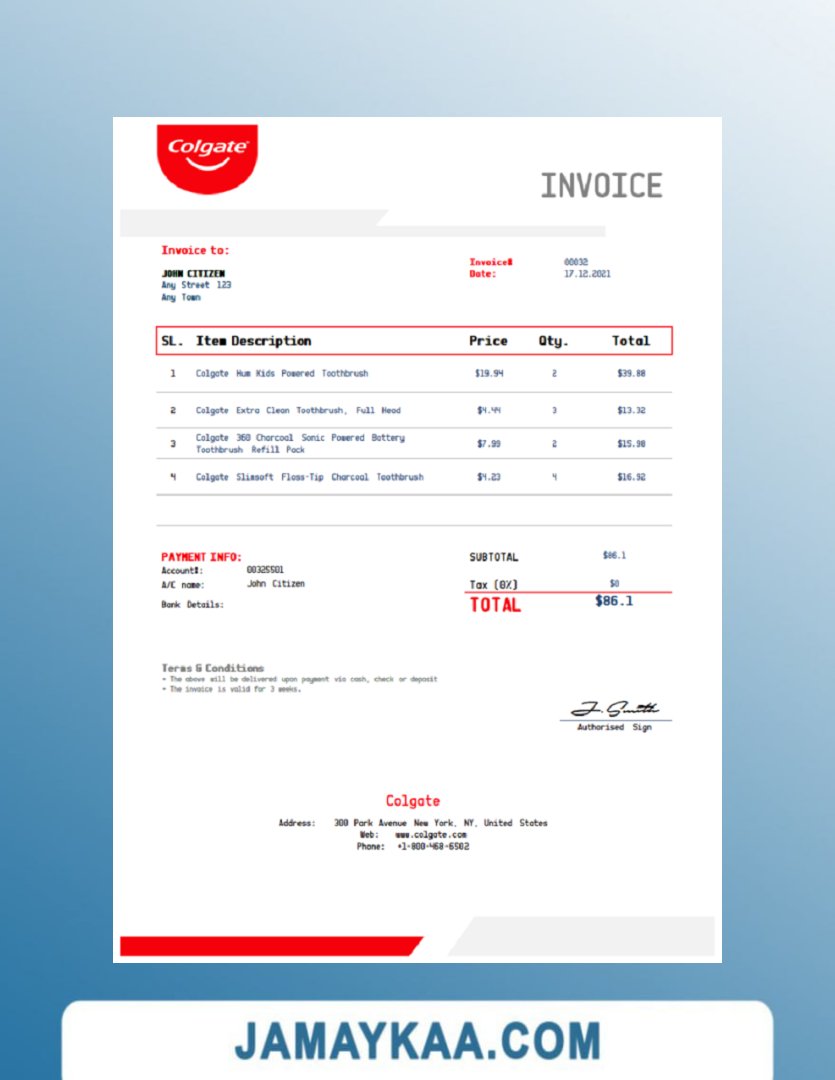 Colgate
INVOICE
Invoice to:
JOHN CITIZEN
Any Street 123
Any Town
Invoice# 00032
Date: 17.12.2021
SL. Item Description Price Qty. Total
1 Colgate Hum Kids Powered Toothbrush $19.94 2 $39.88
2 Colgate Extra Clean Toothbrush, Full Head $4.44 3 $13.32
3 Colgate 360 Charcoal Sonic Powered Battery
Toothbrush Refill Pack $7.99 2 $15.98
4 Colgate Slimsoft Floss-Tip Charcoal Toothbrush $4.23 4 $16.92
PAYMENT INFO:
Account#: 00325501
A/C name: John Citizen
Bank Details:
SUBTOTAL $86.1
Tax (0%) $0
TOTAL $86.1
Terms & Conditions
• The above will be delivered upon payment via cash, check or deposit
• The invoice is valid for 3 weeks.
J. Smith
Authorised Sign
Colgate
Address: 300 Park Avenue New York, NY, United States
Web: www.colgate.com
Phone: +1-800-468-6502
JAMAYKAA.COM